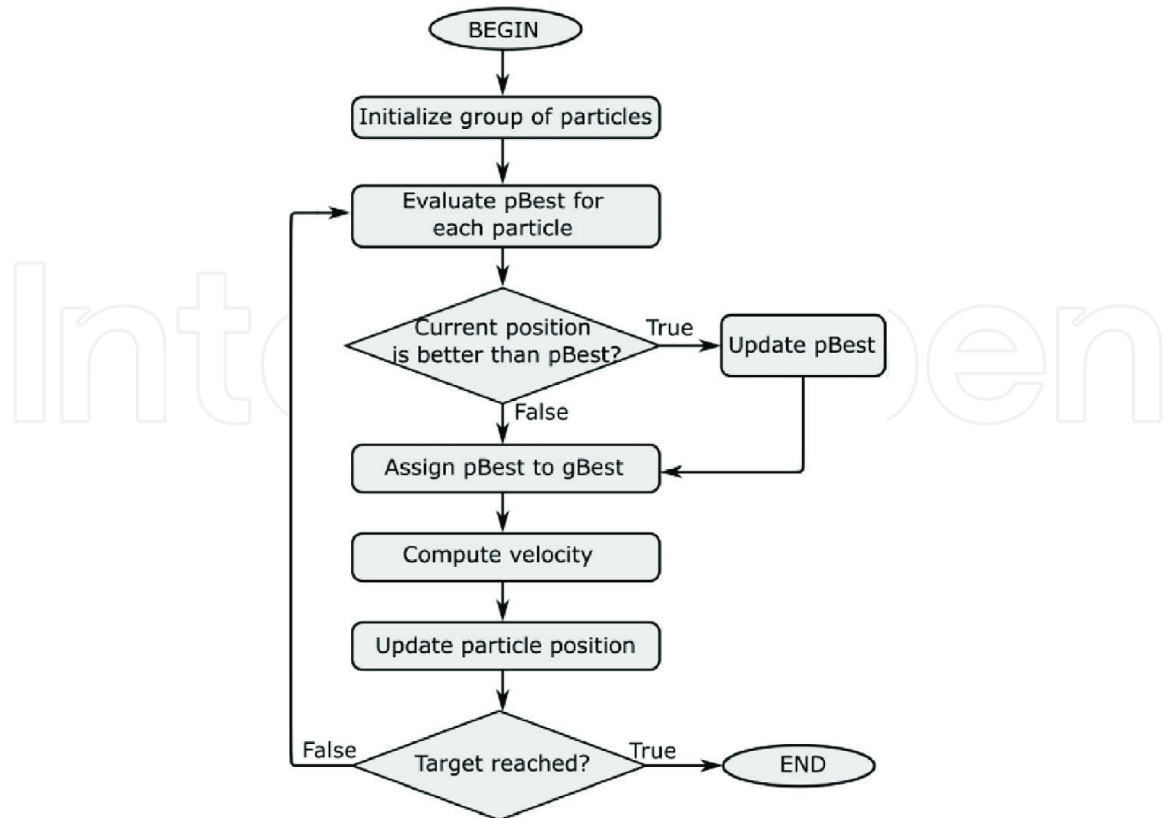 BEGIN
Initialize group of particles
Evaluate pBest for
each particle
Current position
is better than pBest?
True
Update pBest
False
Assign pBest to gBest
Compute velocity
Update particle position
False
Target reached?
True
END